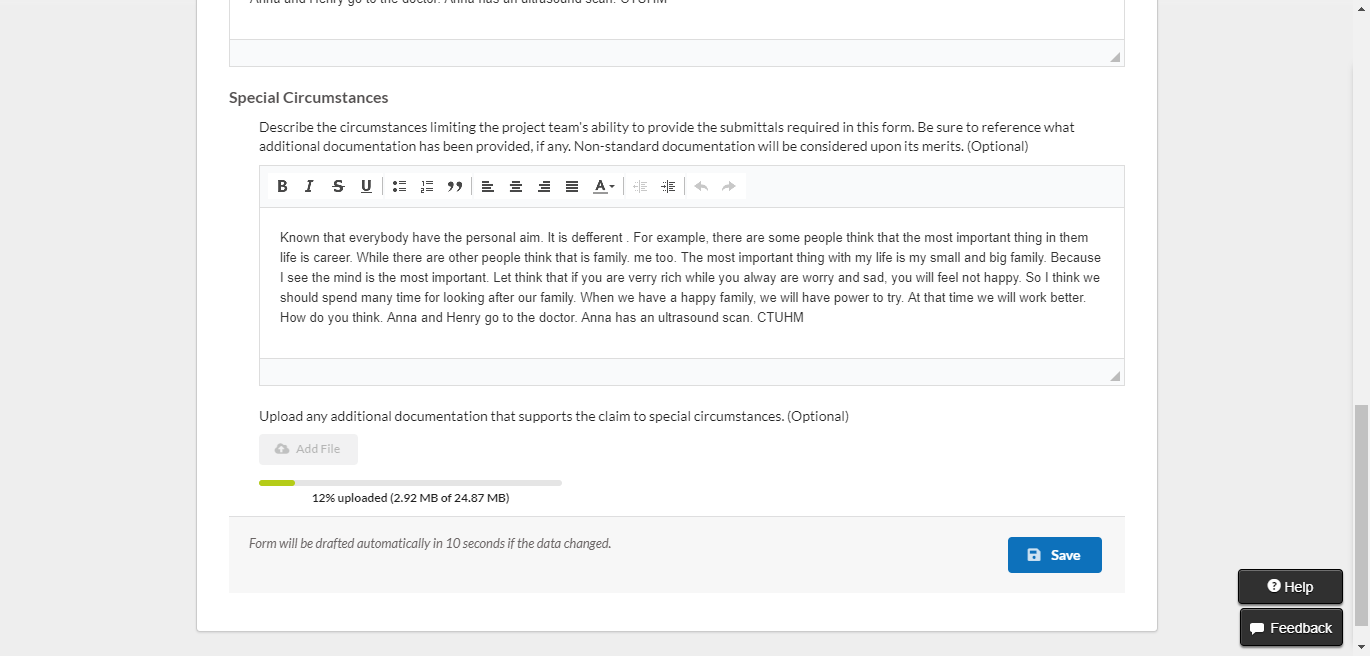 Anna and Henry go to the doctor. Anna has an ultrasound scan. CTUHM
Special Circumstances
Describe the circumstances limiting the project team's ability to provide the submittals required in this form. Be sure to reference what
additional documentation has been provided, if any. Non-standard documentation will be considered upon its merits. (Optional)
B I S U A
Known that everybody have the personal aim. It is defferent . For example, there are some people think that the most important thing in them
life is career. While there are other people think that is family. me too. The most important thing with my life is my small and big family. Because
I see the mind is the most important. Let think that if you are verry rich while you alway are worry and sad, you will feel not happy. So I think we
should spend many time for looking after our family. When we have a happy family, we will have power to try. At that time we will work better.
How do you think. Anna and Henry go to the doctor. Anna has an ultrasound scan. CTUHM
Upload any additional documentation that supports the claim to special circumstances. (Optional)
Add File
12% uploaded (2.92 MB of 24.87 MB)
Form will be drafted automatically in 10 seconds if the data changed.
Save
Help
Feedback